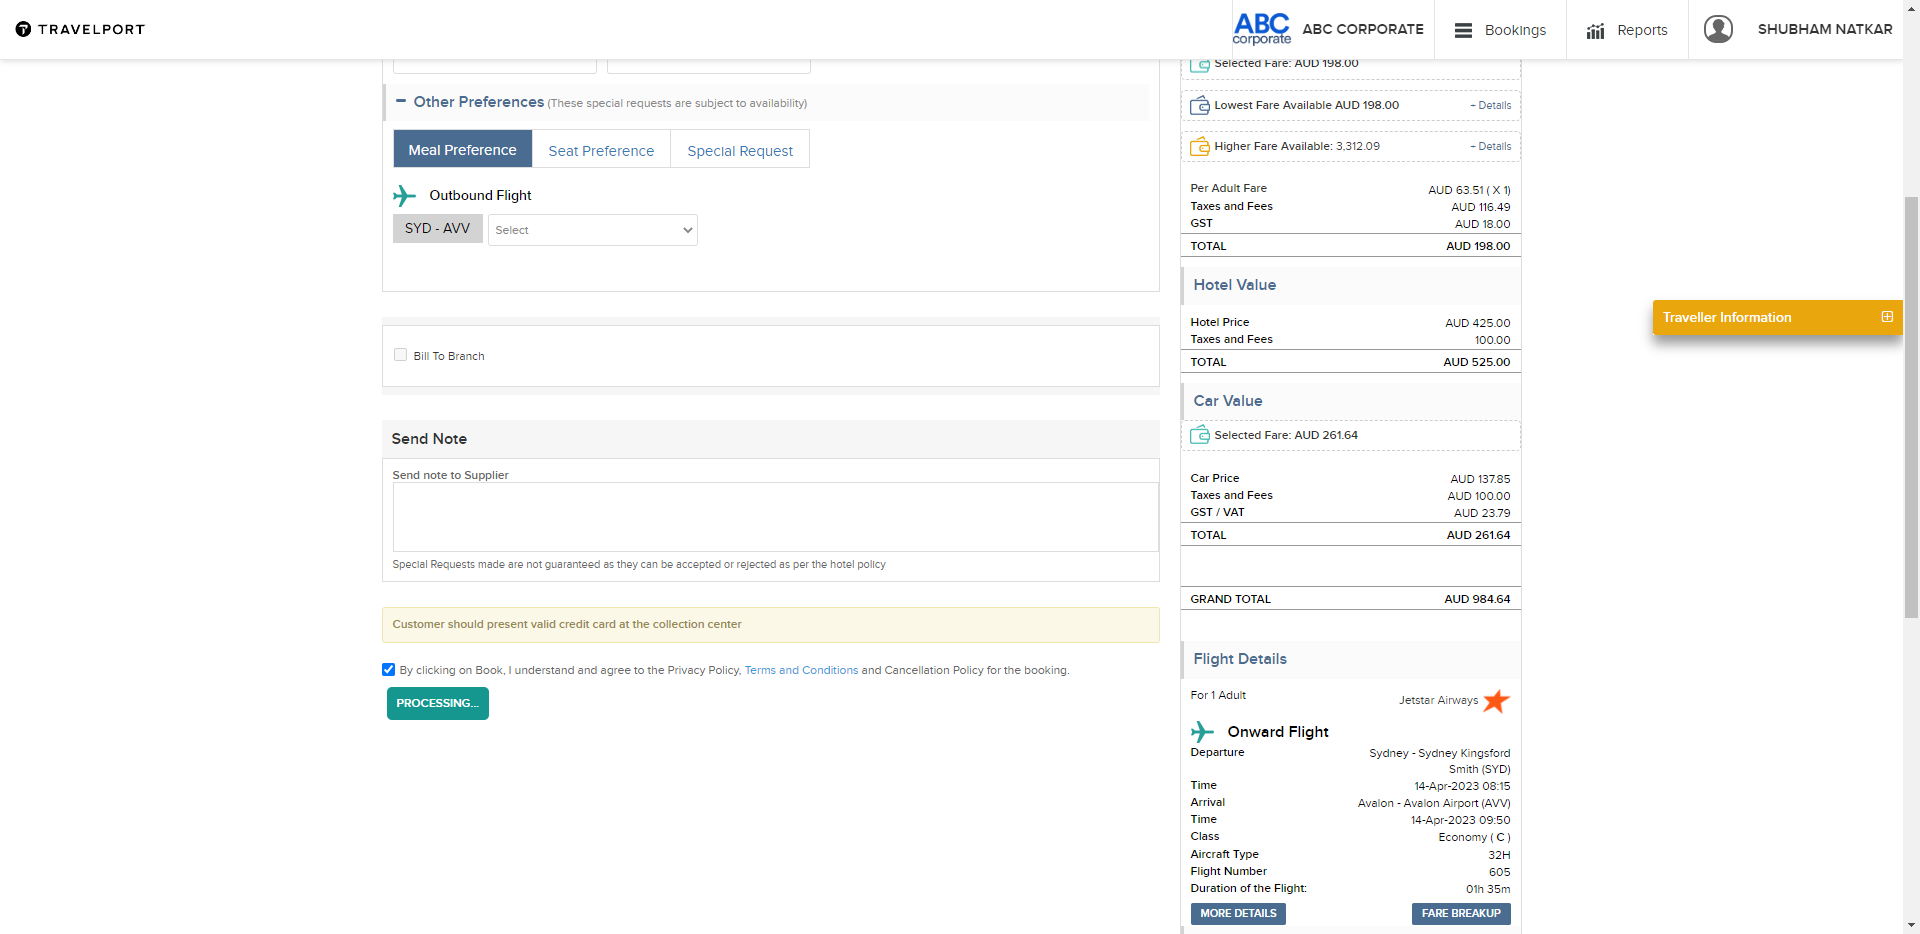 TRAVELPORT
ABC
corporate
ABC CORPORATE
Bookings
Reports
SHUBHAM NATKAR
Other Preferences (These special requests are subject to availability)
Meal Preference
Seat Preference
Special Request
Outbound Flight
SYD - AVV
Select
Bill To Branch
Send Note
Send note to Supplier
Special Requests made are not guaranteed as they can be accepted or rejected as per the hotel policy
Customer should present valid credit card at the collection center
By clicking on Book, I understand and agree to the Privacy Policy, Terms and Conditions and Cancellation Policy for the booking.
PROCESSING...
Selected Fare: AUD 198.00
Lowest Fare Available AUD 198.00 + Details
Higher Fare Available: 3,312.09 + Details
Per Adult Fare AUD 63.51 ( X 1)
Taxes and Fees AUD 116.49
GST AUD 18.00
TOTAL AUD 198.00
Hotel Value
Hotel Price AUD 425.00
Taxes and Fees 100.00
TOTAL AUD 525.00
Car Value
Selected Fare: AUD 261.64
Car Price AUD 137.85
Taxes and Fees AUD 100.00
GST / VAT AUD 23.79
TOTAL AUD 261.64
GRAND TOTAL AUD 984.64
Flight Details
For 1 Adult Jetstar Airways
Onward Flight
Departure Sydney - Sydney Kingsford
Smith (SYD)
Time 14-Apr-2023 08:15
Arrival Avalon - Avalon Airport (AVV)
Time 14-Apr-2023 09:50
Class Economy ( C )
Aircraft Type 32H
Flight Number 605
Duration of the Flight: 01h 35m
MORE DETAILS
FARE BREAKUP
Traveller Information